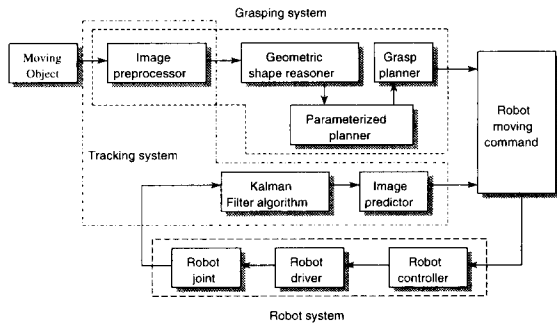 Grasping system
Moving
Object
Image
preprocessor
Geometric
shape reasoner
Grasp
planner
Parameterized
planner
Robot
moving
command
Tracking system
Kalman
Filter algorithm
Image
predictor
Robot
joint
Robot
driver
Robot
controller
Robot system